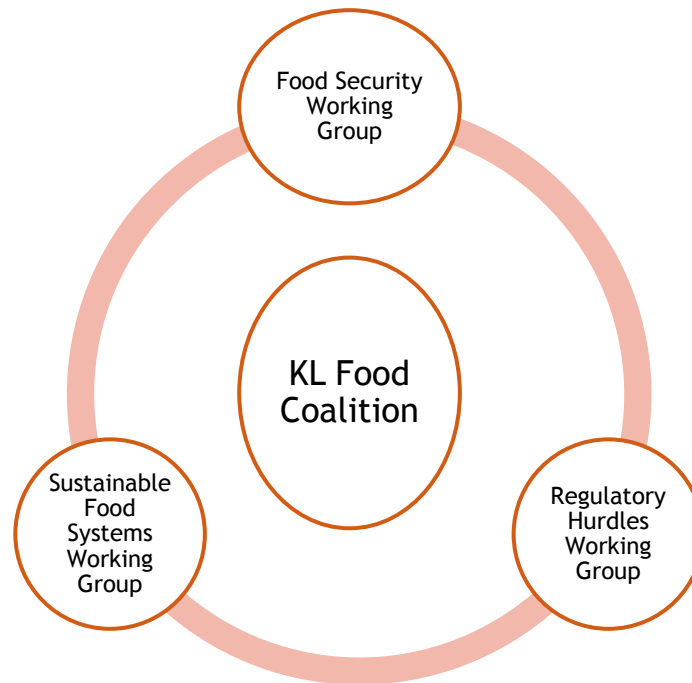 Food Security
Working
Group
KL Food
Coalition
Sustainable
Food
Systems
Working
Group
Regulatory
Hurdles
Working
Group